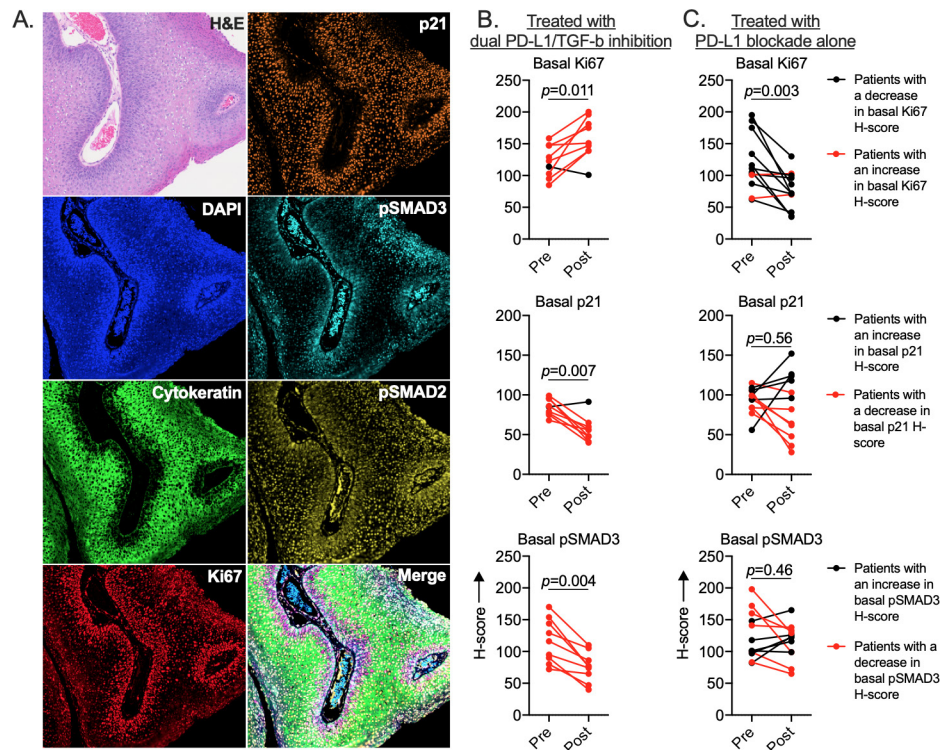 A.
H&E
p21
DAPI
pSMAD3
Cytokeratin
pSMAD2
Ki67
Merge
B.
Treated with
dual PD-L1/TGF-b inhibition
Basal Ki67
250
200
150
100
50
0
p=0.011
Pre
Post
Basal p21
200
150
100
50
0
p=0.007
Pre
Post
Basal pSMAD3
H-score
250
200
150
100
50
0
p=0.004
Pre
Post
C.
Treated with
PD-L1 blockade alone
Basal Ki67
250
200
150
100
50
0
p=0.003
Pre
Post
Patients with
a decrease
in basal Ki67
H-score
Patients with
an increase
in basal Ki67
H-score
Basal p21
200
150
100
50
0
p=0.56
Pre
Post
Patients with
an increase
in basal p21
H-score
Patients with
a decrease in
basal p21 H-
score
Basal pSMAD3
H-score
250
200
150
100
50
0
p=0.46
Pre
Post
Patients with
an increase in
basal pSMAD3
H-score
Patients with a
decrease in
basal pSMAD3
H-score